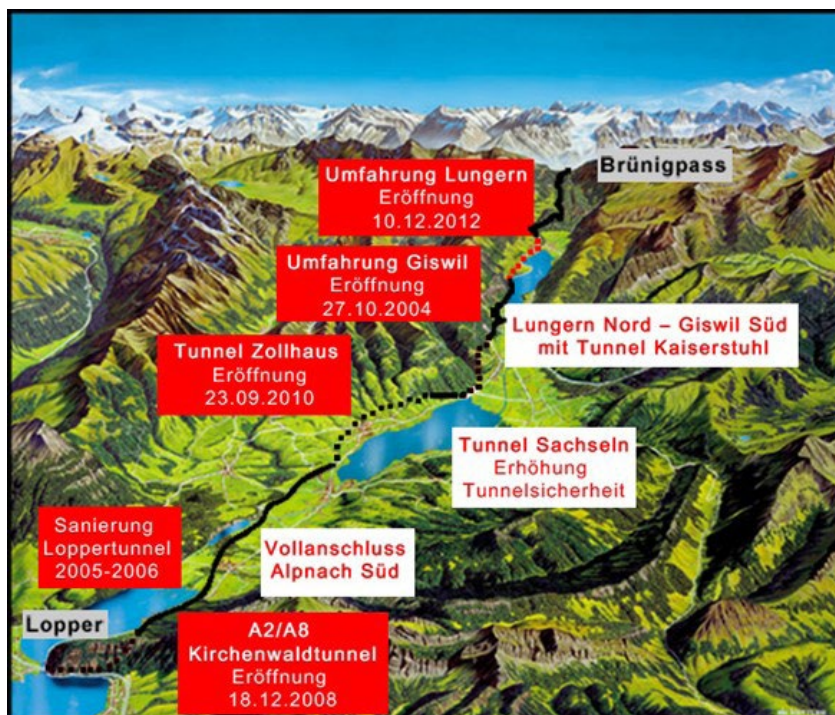 Brünigpass
Umfahrung Lungern
Eröffnung
10.12.2012
Umfahrung Giswil
Eröffnung
27.10.2004
Lungern Nord – Giswil Süd
mit Tunnel Kaiserstuhl
Tunnel Zollhaus
Eröffnung
23.09.2010
Tunnel Sachseln
Erhöhung
Tunnelsicherheit
Sanierung
Loppertunnel
2005-2006
Vollanschluss
Alpnach Süd
Lopper
A2/A8
Kirchenwaldtunnel
Eröffnung
18.12.2008